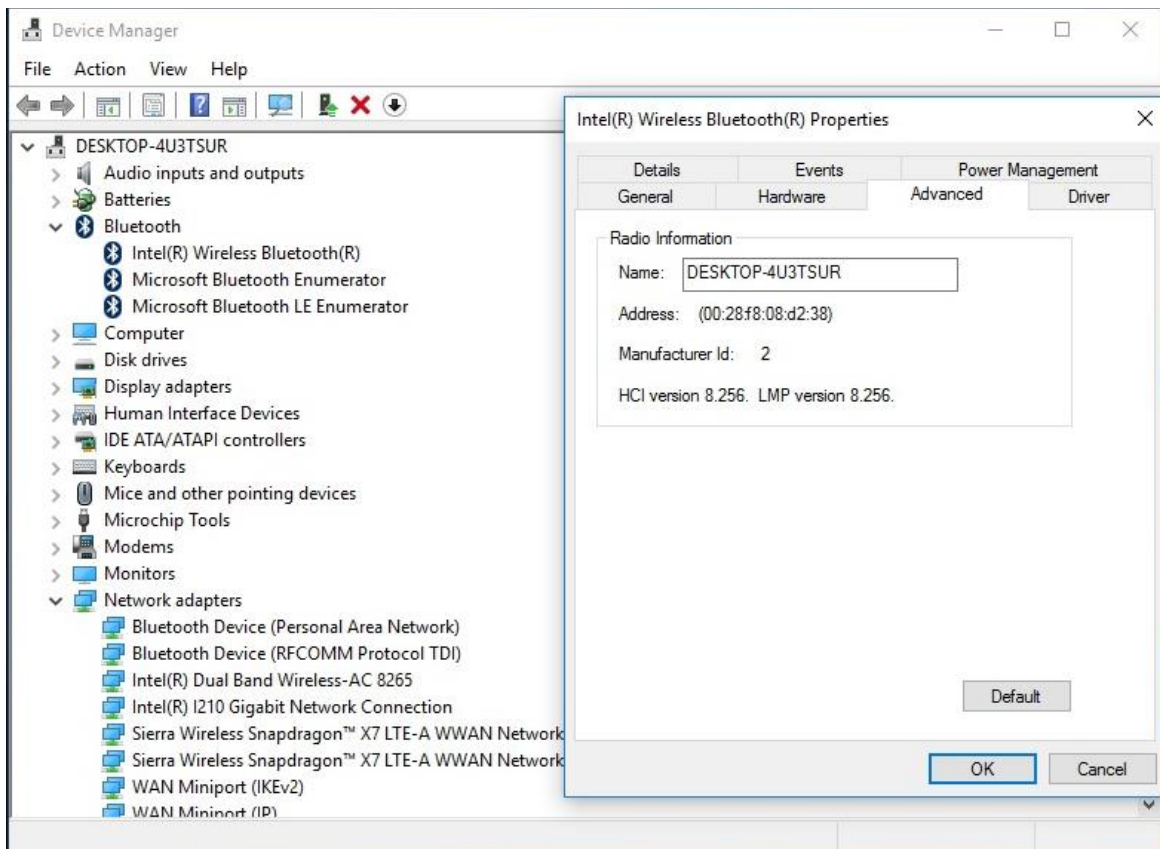 Device Manager
File Action View Help
DESKTOP-4U3TSUR
Audio inputs and outputs
Batteries
Bluetooth
Intel(R) Wireless Bluetooth(R)
Microsoft Bluetooth Enumerator
Microsoft Bluetooth LE Enumerator
Computer
Disk drives
Display adapters
Human Interface Devices
IDE ATA/ATAPI controllers
Keyboards
Mice and other pointing devices
Microchip Tools
Modems
Monitors
Network adapters
Bluetooth Device (Personal Area Network)
Bluetooth Device (RFCOMM Protocol TDI)
Intel(R) Dual Band Wireless-AC 8265
Intel(R) I210 Gigabit Network Connection
Sierra Wireless Snapdragon™ X7 LTE-A WWAN Network
Sierra Wireless Snapdragon™ X7 LTE-A WWAN Network
WAN Miniport (IKEv2)
WAN Miniport (IP)
Intel(R) Wireless Bluetooth(R) Properties
Details Events Power Management
General Hardware Advanced Driver
Radio Information
Name: DESKTOP-4U3TSUR
Address: (00:28:f8:08:d2:38)
Manufacturer Id: 2
HCI version 8.256. LMP version 8.256.
Default
OK Cancel